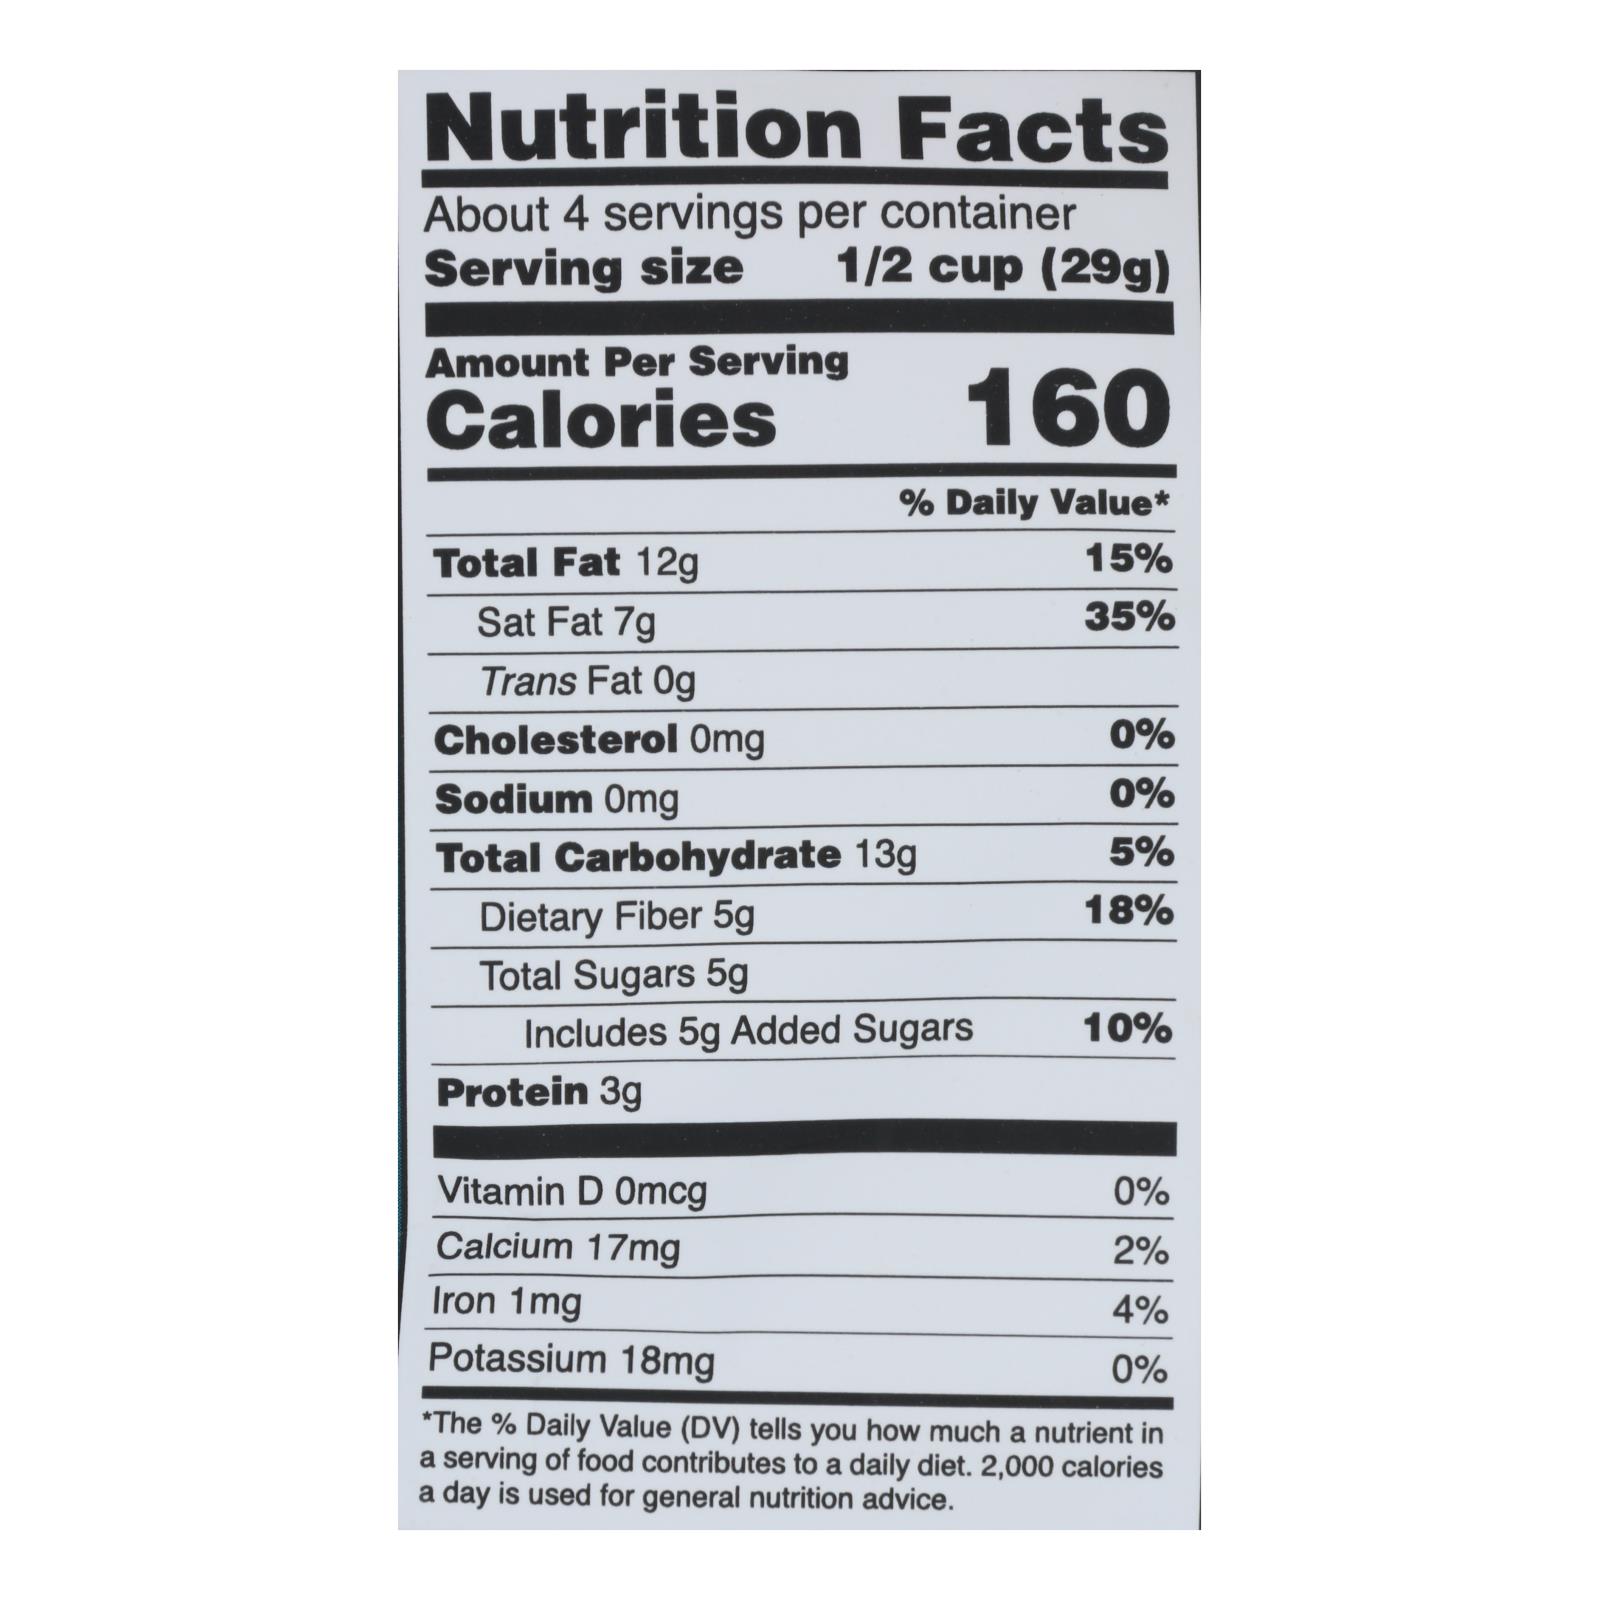 Nutrition Facts
About 4 servings per container
Serving size 1/2 cup (29g)
Amount Per Serving
Calories 160
% Daily Value*
Total Fat 12g 15%
Sat Fat 7g 35%
Trans Fat 0g
Cholesterol 0mg 0%
Sodium 0mg 0%
Total Carbohydrate 13g 5%
Dietary Fiber 5g 18%
Total Sugars 5g
Includes 5g Added Sugars 10%
Protein 3g
Vitamin D 0mcg 0%
Calcium 17mg 2%
Iron 1mg 4%
Potassium 18mg 0%
*The % Daily Value (DV) tells you how much a nutrient in
a serving of food contributes to a daily diet. 2,000 calories
a day is used for general nutrition advice.